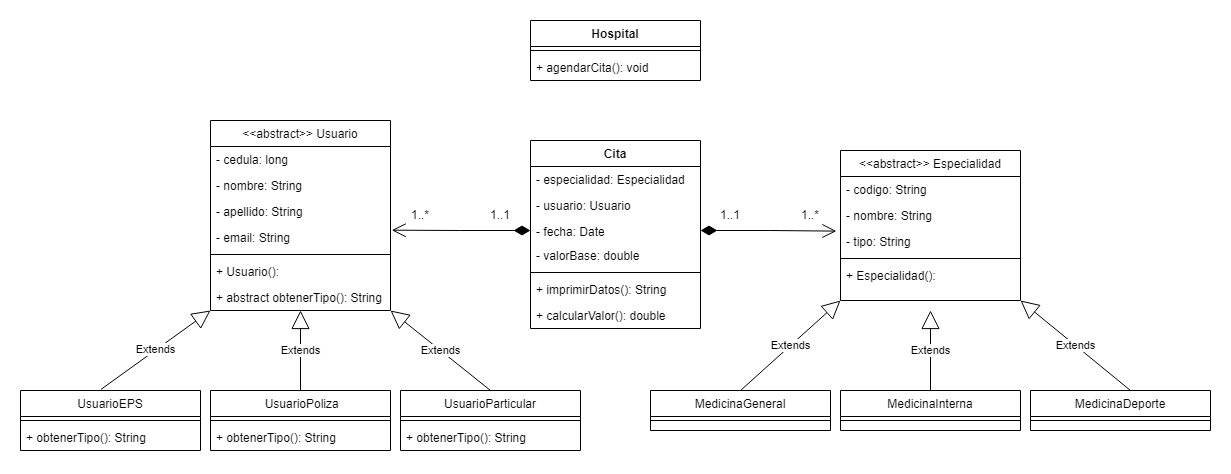 Hospital
+ agendarCita(): void
<<abstract>> Usuario
- cedula: long
- nombre: String
- apellido: String
- email: String
+ Usuario():
+ abstract obtenerTipo(): String
1..*
1..1
Cita
- especialidad: Especialidad
- usuario: Usuario
- fecha: Date
- valorBase: double
+ imprimirDatos(): String
+ calcularValor(): double
1..1
1..*
<<abstract>> Especialidad
- codigo: String
- nombre: String
- tipo: String
+ Especialidad():
Extends
Extends
Extends
Extends
Extends
Extends
UsuarioEPS
+ obtenerTipo(): String
UsuarioPoliza
+ obtenerTipo(): String
UsuarioParticular
+ obtenerTipo(): String
MedicinaGeneral
MedicinaInterna
MedicinaDeporte